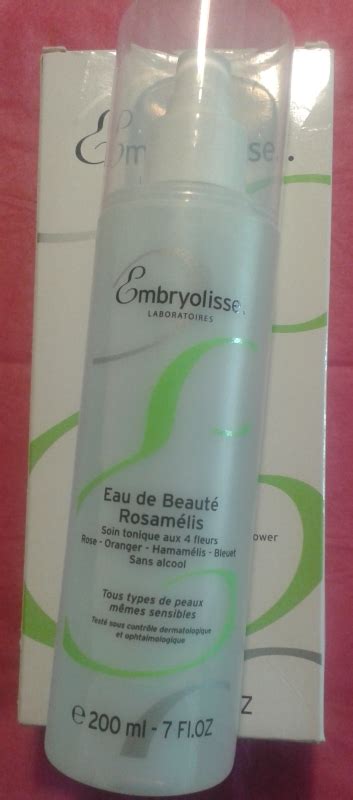 Embryolisse
LABORATOIRES
Eau de Beauté
Rosamélis
Soin tonique aux 4 fleurs
Rose - Oranger - Hamamélis - Bleuet
Sans alcool
Tous types de peaux
mêmes sensibles
Testé sous contrôle dermatologique
et ophtalmologique
e 200 ml - 7 Fl.OZ
ower
Z